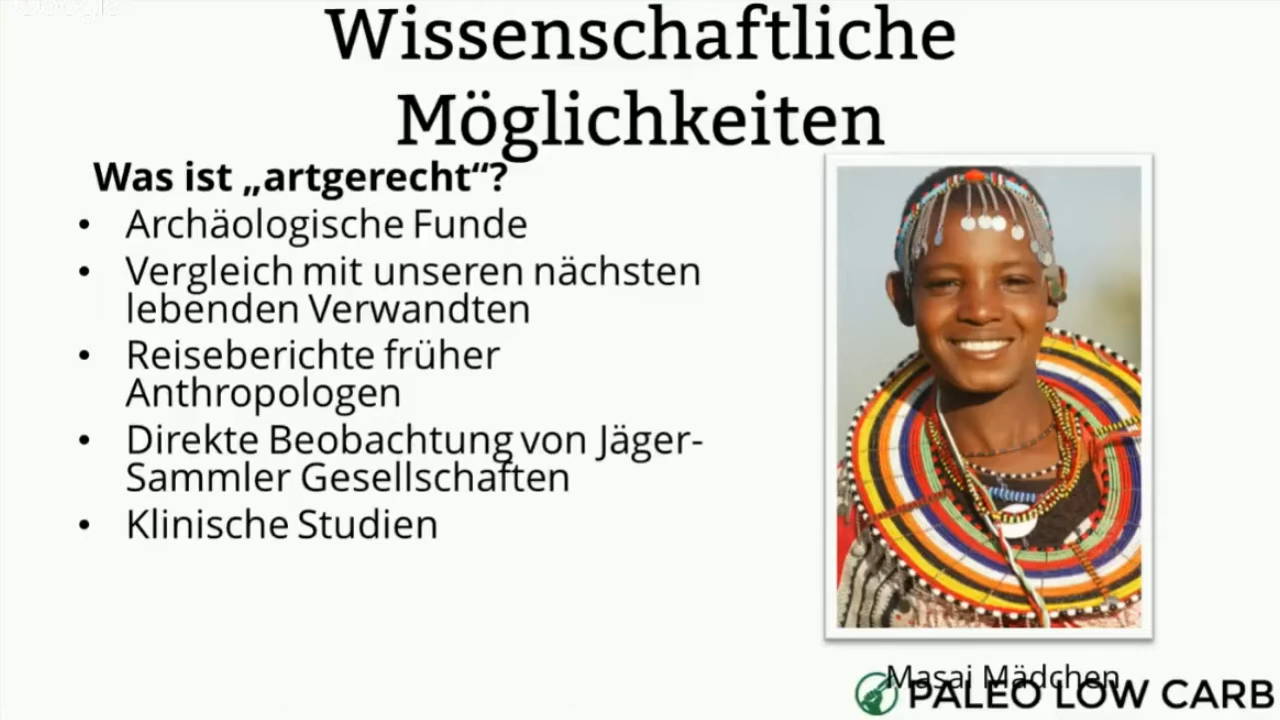 Wissenschaftliche
Möglichkeiten
Was ist „artgerecht“?
• Archäologische Funde
• Vergleich mit unseren nächsten
lebenden Verwandten
• Reiseberichte früher
Anthropologen
• Direkte Beobachtung von Jäger-
Sammler Gesellschaften
• Klinische Studien
Masai Mädchen
PALEO LOW CARB